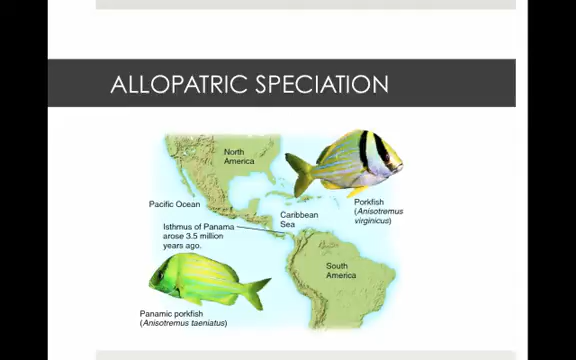 ALLOPATRIC SPECIATION
North
America
Pacific Ocean
Porkfish
(Anisotremus
virginicus)
Caribbean
Sea
Isthmus of Panama
arose 3.5 million
years ago.
South
America
Panamic porkfish
(Anisotremus taeniatus)